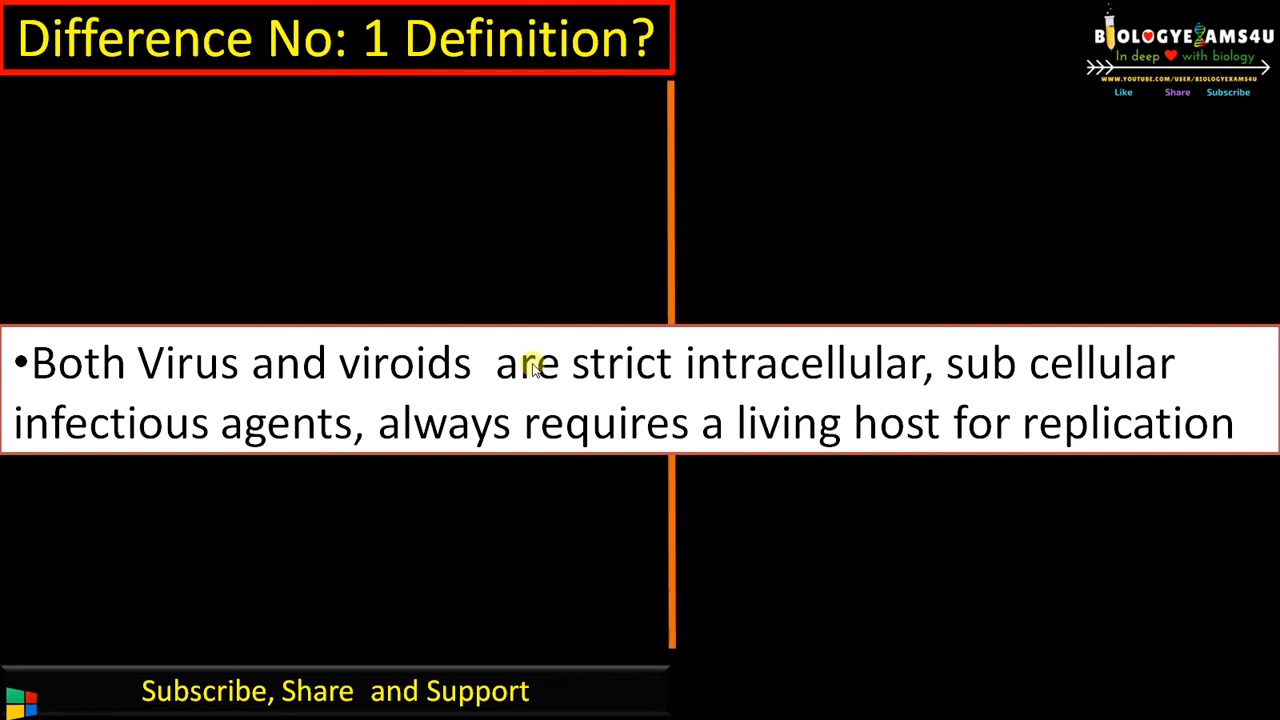 Difference No: 1 Definition?
BIOLOGYEXAMS4U
In deep with biology
WWW.YOUTUBE.COM/USER/BIOLOGYEXAMS4U
Like Share Subscribe
•Both Virus and viroids are strict intracellular, sub cellular
infectious agents, always requires a living host for replication
Subscribe, Share and Support